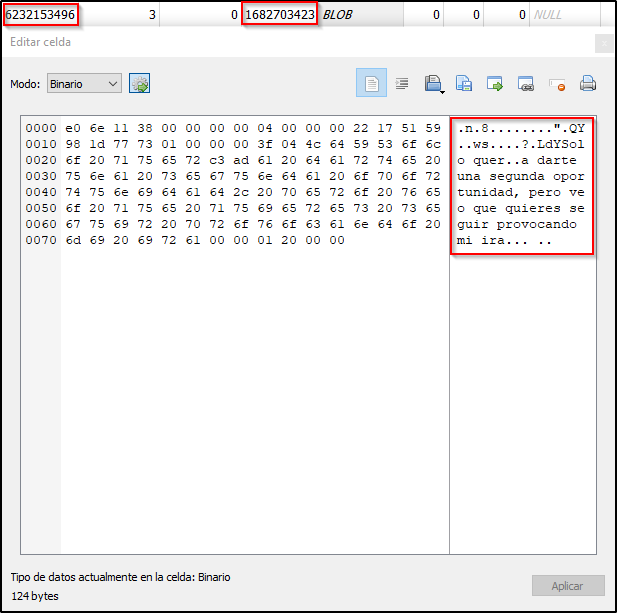 6232153496 3 0 1682703423 BLOB 0 0 0 NULL
Editar celda
Modo: Binario
0000 e0 6e 11 38 00 00 00 00 04 00 00 00 22 17 51 59 .n.8........".QY
0010 98 1d 77 73 01 00 00 00 3f 04 4c 64 59 53 6f 6c ..ws....?.LdYSol
0020 6f 20 71 75 65 72 c3 ad 61 20 64 61 72 74 65 20 o quer..a darte
0030 75 6e 61 20 73 65 67 75 6e 64 61 20 6f 70 6f 72 una segunda opor
0040 74 75 6e 69 64 61 64 2c 20 70 65 72 6f 20 76 65 tunidad, pero ve
0050 6f 20 71 75 65 20 71 75 69 65 72 65 73 20 73 65 o que quieres se
0060 67 75 69 72 20 70 72 6f 76 6f 63 61 6e 64 6f 20 guir provocando
0070 6d 69 20 69 72 61 00 00 01 20 00 00 mi ira... ..
Tipo de datos actualmente en la celda: Binario
124 bytes
Aplicar